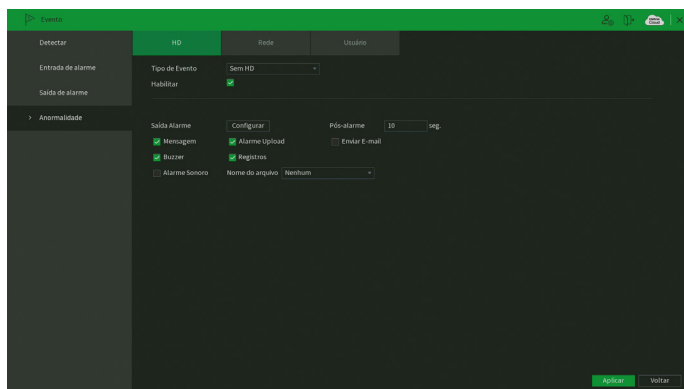 Evento
Detectar
HD Rede Usuário
Entrada de alarme
Saída de alarme
Anormalidade
Tipo de Evento Sem HD
Habilitar
Saída Alarme Configurar Pós-alarme 10 seg.
Mensagem Alarme Upload Enviar E-mail
Buzzer Registros
Alarme Sonoro Nome do arquivo Nenhum
Aplicar Voltar